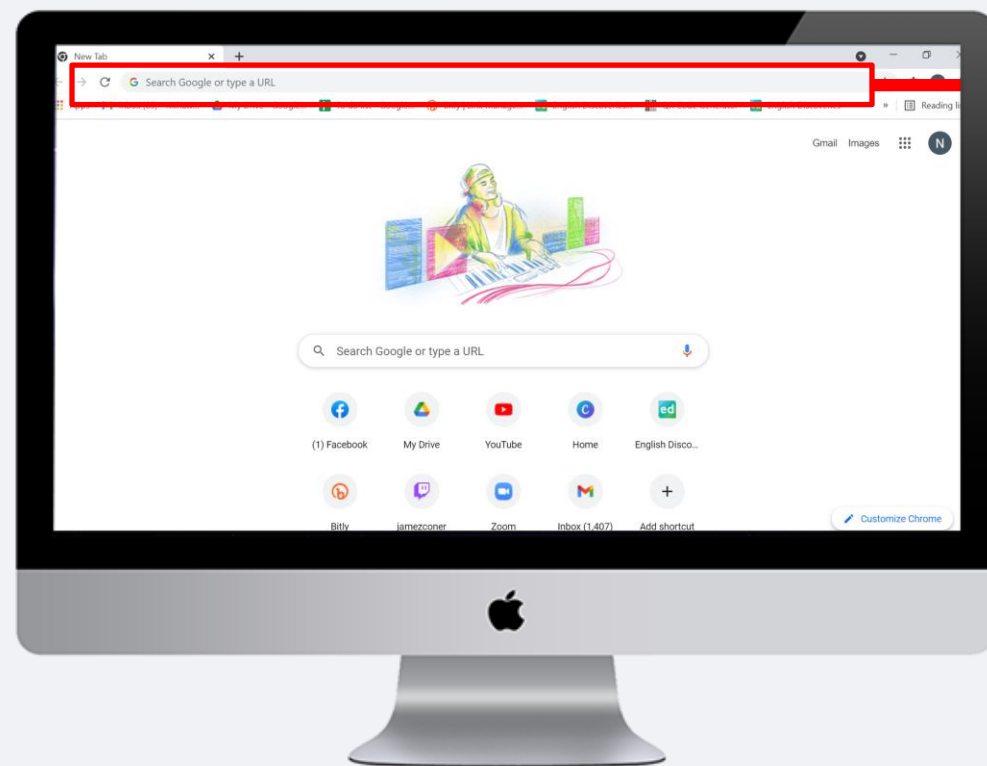 New Tab
Search Google or type a URL
Reading li
Gmail Images
N
Search Google or type a URL
(1) Facebook My Drive YouTube Home English Disco...
Bitly jamezconer Zoom Inbox (1,407) Add shortcut
Customize Chrome